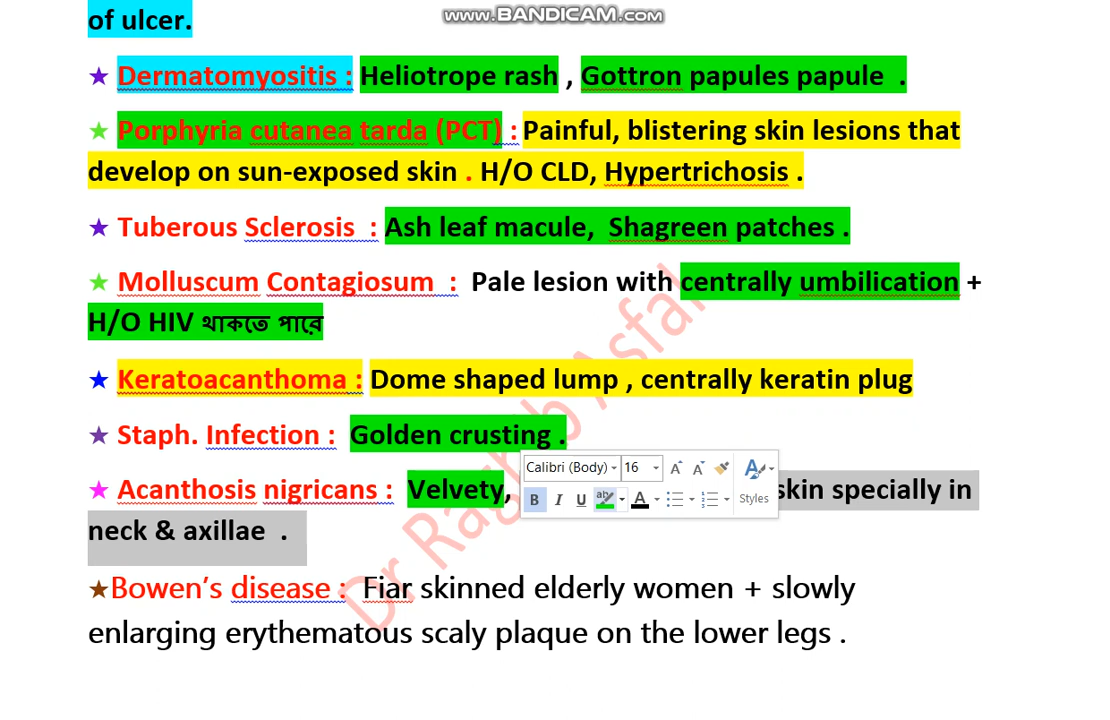 www.BANDICAM.com
of ulcer.
★ Dermatomyositis : Heliotrope rash , Gottron papules papule .
★ Porphyria cutanea tarda (PCT) : Painful, blistering skin lesions that
develop on sun-exposed skin . H/O CLD, Hypertrichosis .
★ Tuberous Sclerosis : Ash leaf macule, Shagreen patches .
★ Molluscum Contagiosum : Pale lesion with centrally umbilication +
H/O HIV থাকতে পারে
★ Keratoacanthoma : Dome shaped lump , centrally keratin plug
★ Staph. Infection : Golden crusting .
Calibri (Body) 16
Styles
★ Acanthosis nigricans : Velvety, skin specially in
neck & axillae .
★Bowen’s disease : Fiar skinned elderly women + slowly
enlarging erythematous scaly plaque on the lower legs .
Dr Ragib Asfal